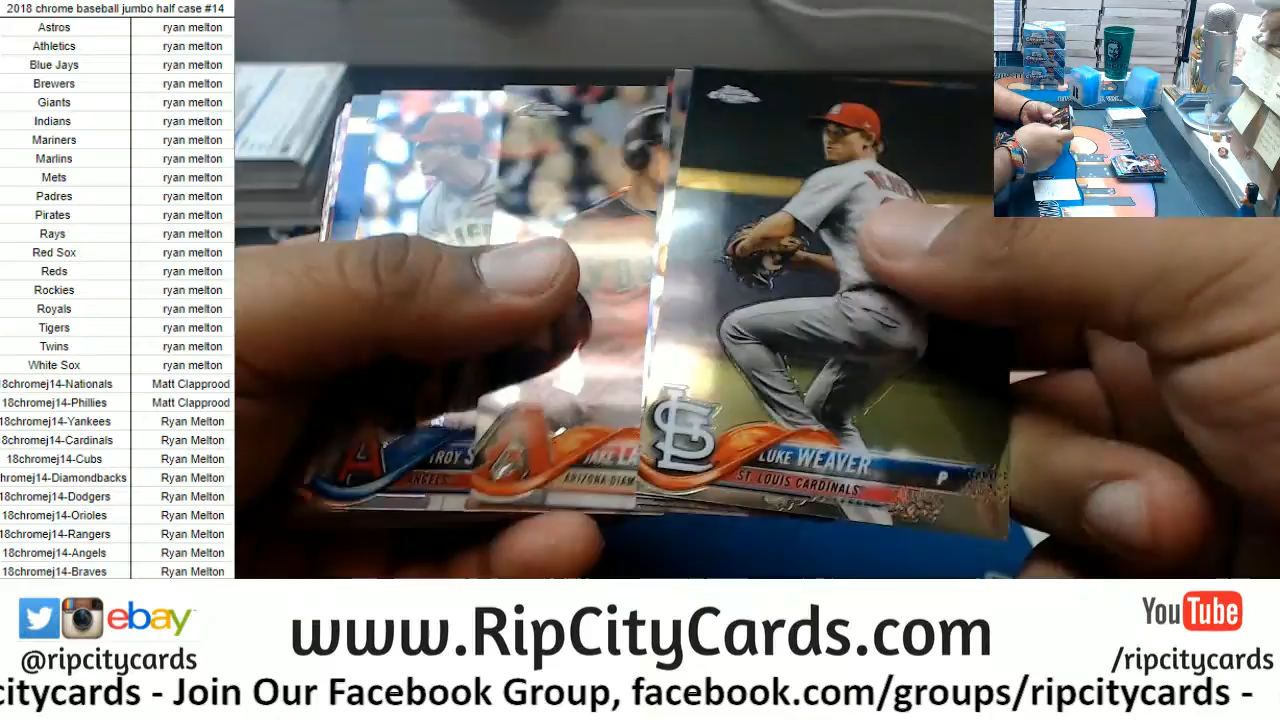 2018 chrome baseball jumbo half case #14
Astros ryan melton
Athletics ryan melton
Blue Jays ryan melton
Brewers ryan melton
Giants ryan melton
Indians ryan melton
Mariners ryan melton
Marlins ryan melton
Mets ryan melton
Padres ryan melton
Pirates ryan melton
Rays ryan melton
Red Sox ryan melton
Reds ryan melton
Rockies ryan melton
Royals ryan melton
Tigers ryan melton
Twins ryan melton
White Sox ryan melton
18chromej14-Nationals Matt Clapprood
18chromej14-Phillies Matt Clapprood
18chromej14-Yankees Ryan Melton
8chromej14-Cardinals Ryan Melton
18chromej14-Cubs Ryan Melton
hromej14-Diamondbacks Ryan Melton
8chromej14-Dodgers Ryan Melton
18chromej14-Orioles Ryan Melton
18chromej14-Rangers Ryan Melton
18chromej14-Angels Ryan Melton
18chromej14-Braves Ryan Melton
A
TROY S
ANGELS
A
JAKE LA
ARIZONA DIAM
STL
LUKE WEAVER
P
ST. LOUIS CARDINALS
ebay
@ripcitycards
www.RipCityCards.com
YouTube
/ripcitycards
citycards - Join Our Facebook Group, facebook.com/groups/ripcitycards -